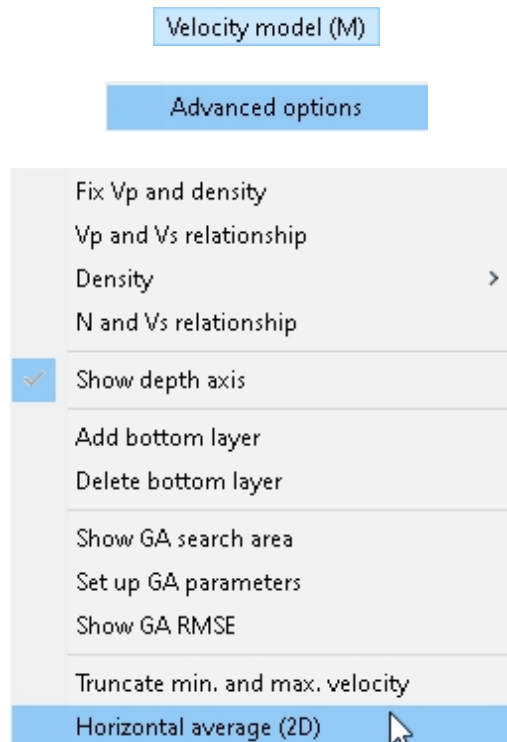 Velocity model (M)
Advanced options
Fix Vp and density
Vp and Vs relationship
Density
N and Vs relationship
Show depth axis
Add bottom layer
Delete bottom layer
Show GA search area
Set up GA parameters
Show GA RMSE
Truncate min. and max. velocity
Horizontal average (2D)